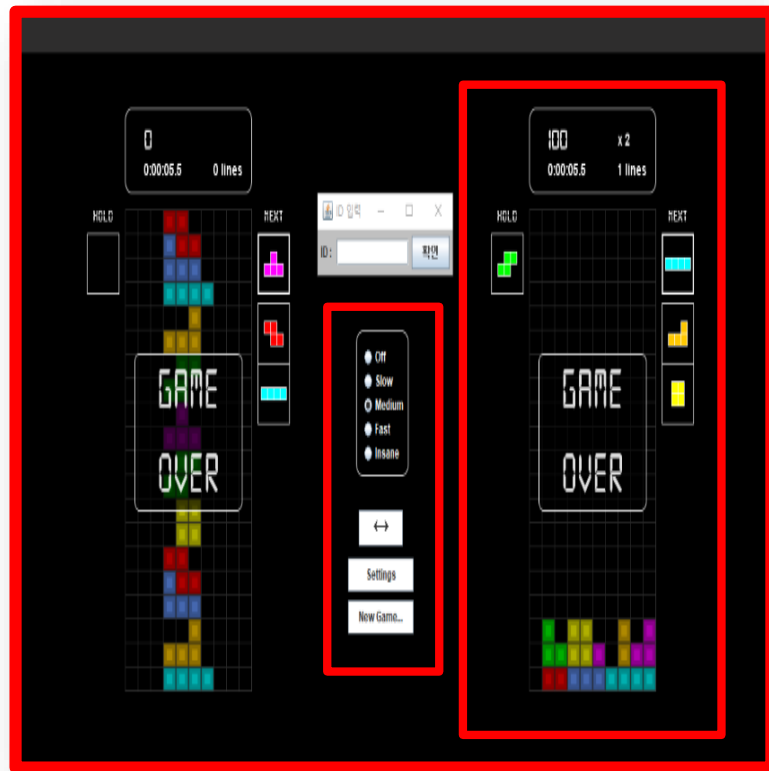 0
0:00:05.5 0 lines
HOLD
NEXT
GAME
OVER
ID 입력
ID :
확인
Off
Slow
Medium
Fast
Insane
Settings
New Game...
100 x 2
0:00:05.5 1 lines
HOLD
NEXT
GAME
OVER